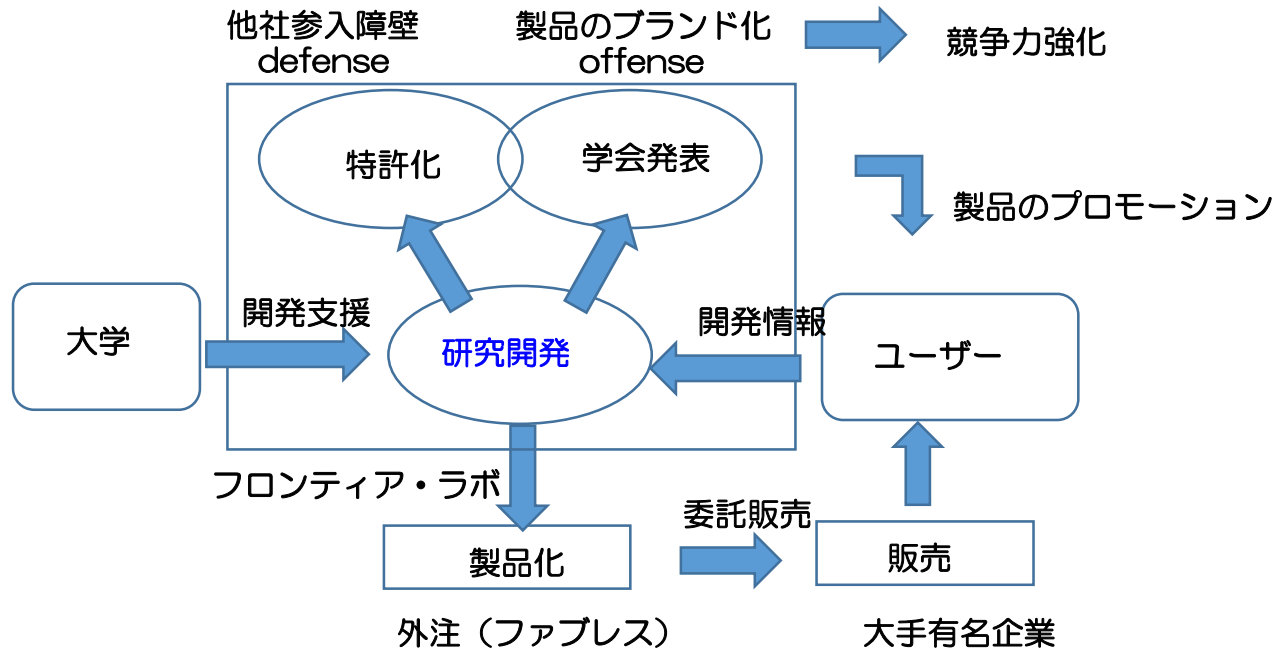 他社参入障壁
defense
製品のブランド化
offense
競争力強化
特許化
学会発表
製品のプロモーション
開発支援
開発情報
大学
研究開発
ユーザー
フロンティア・ラボ
委託販売
製品化
販売
外注（ファブレス）
大手有名企業